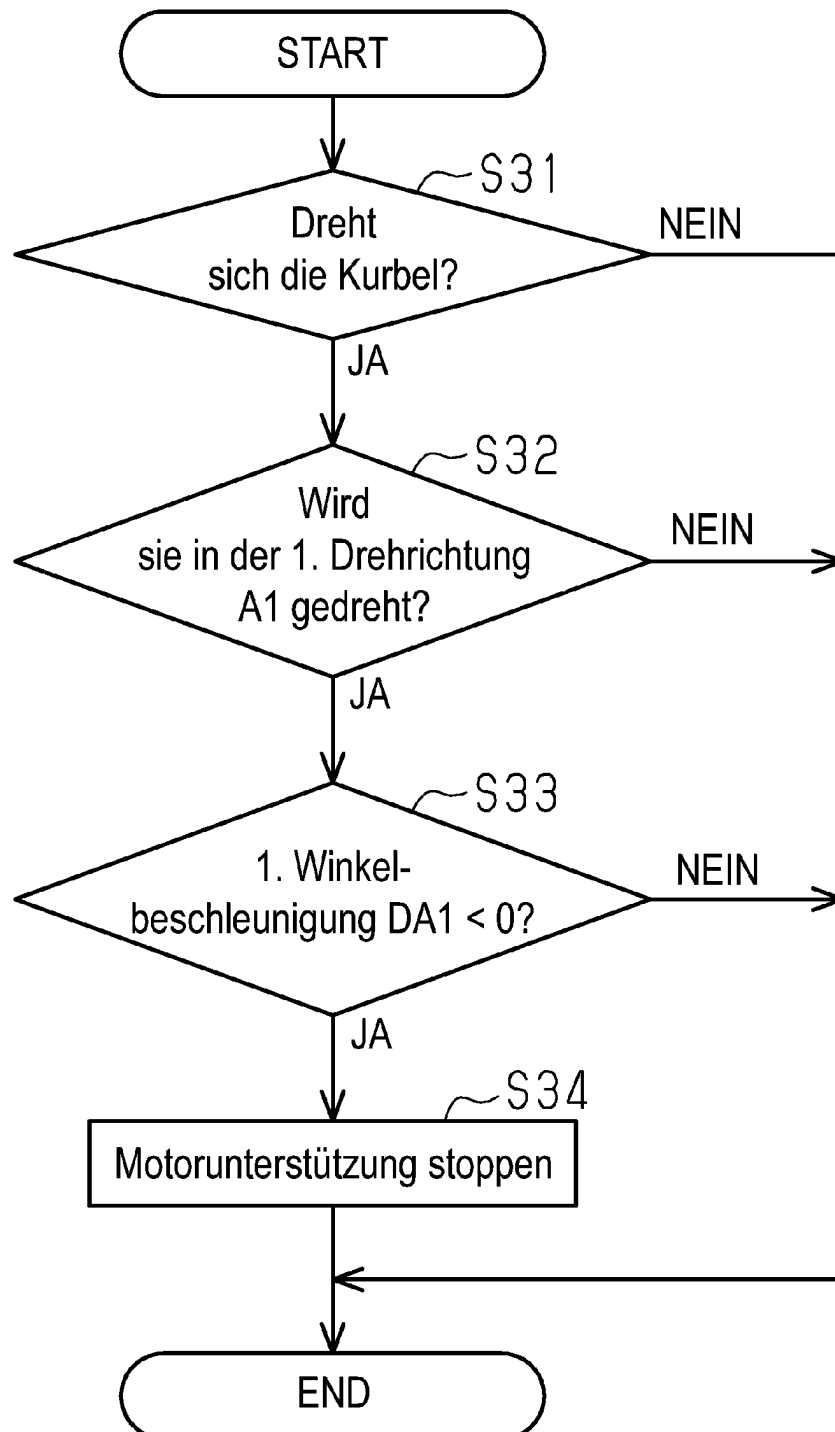 START
S31
Dreht
sich die Kurbel?
NEIN
JA
S32
Wird
sie in der 1. Drehrichtung
A1 gedreht?
NEIN
JA
S33
1. Winkel-
beschleunigung DA1 < 0?
NEIN
JA
S34
Motorunterstützung stoppen
END